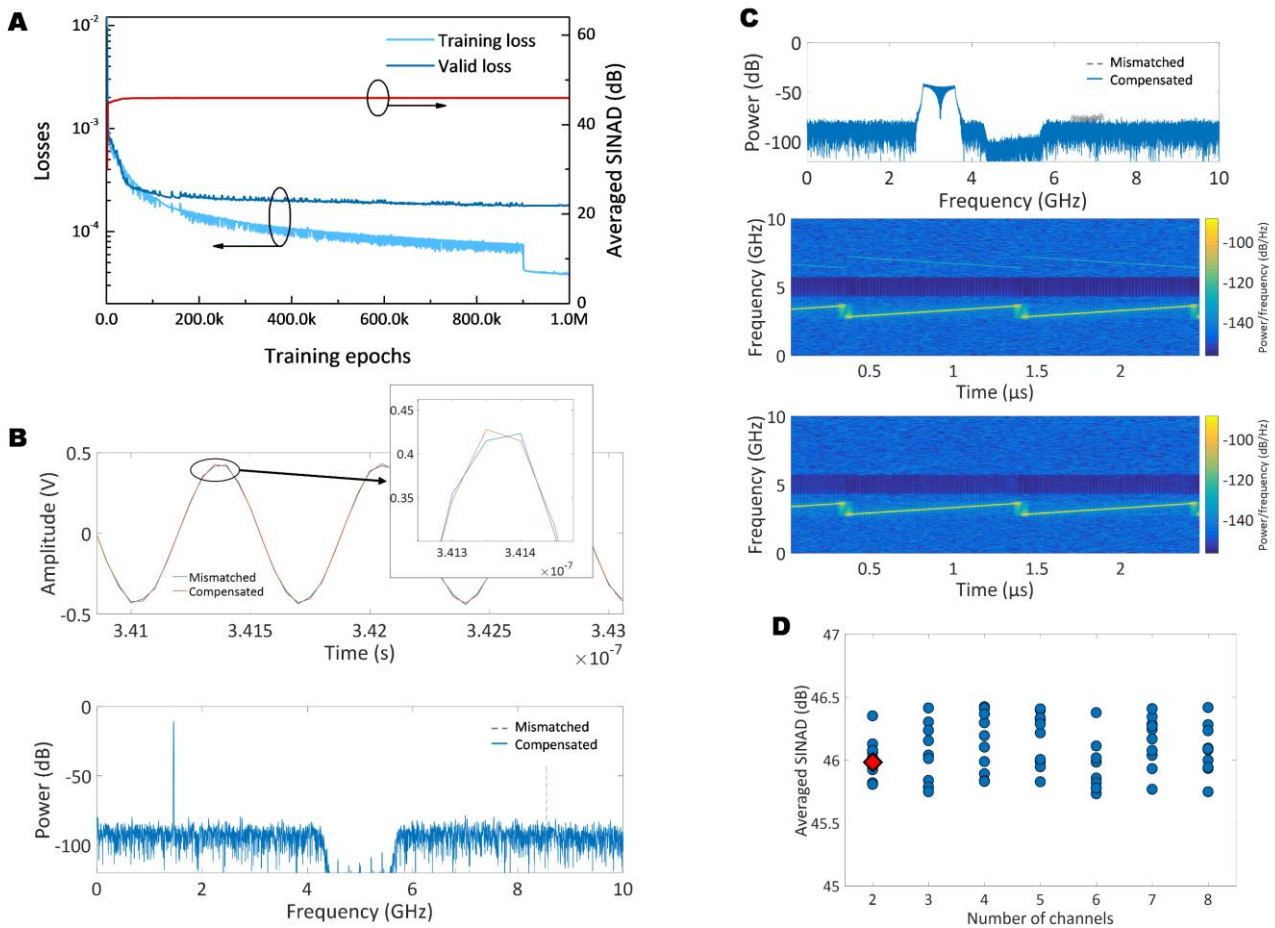 A
10-2
10-3
10-4
Losses
Training loss
Valid loss
60
40
20
0
Averaged SINAD (dB)
0.0
200.0k
400.0k
600.0k
800.0k
1.0M
Training epochs
B
0.5
0
-0.5
Amplitude (V)
Mismatched
Compensated
0.45
0.4
0.35
3.413
3.414
×10-7
3.41
3.415
3.42
3.425
3.43
Time (s)
×10-7
0
-50
-100
Power (dB)
Mismatched
Compensated
0
2
4
6
8
10
Frequency (GHz)
C
0
-50
-100
Power (dB)
Mismatched
Compensated
0
2
4
6
8
10
Frequency (GHz)
10
5
0
Frequency (GHz)
0.5
1
1.5
2
Time (μs)
-100
-120
-140
Power/frequency (dB/Hz)
10
5
0
Frequency (GHz)
0.5
1
1.5
2
Time (μs)
-100
-120
-140
Power/frequency (dB/Hz)
D
47
46.5
46
45.5
45
Averaged SINAD (dB)
2
3
4
5
6
7
8
Number of channels